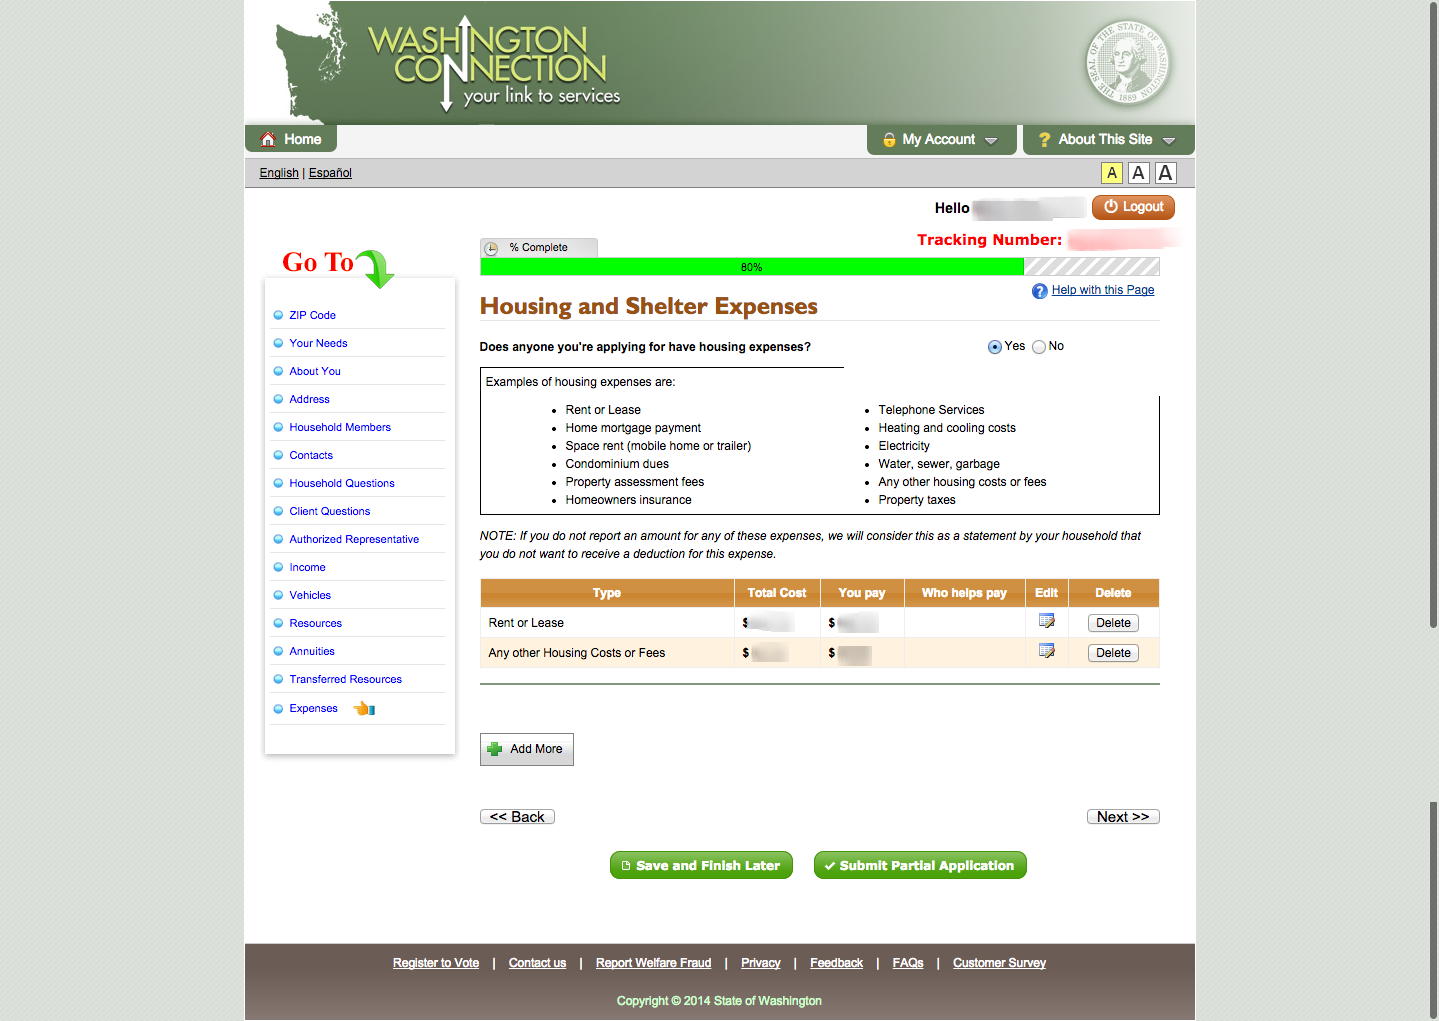 WASHINGTON
CONNECTION
your link to services
THE SEAL OF THE STATE OF WASHINGTON
1889
Home
My Account
? About This Site
English | Español
A A A
Hello
Logout
Tracking Number:
% Complete
80%
? Help with this Page
Go To
ZIP Code
Your Needs
About You
Address
Household Members
Contacts
Household Questions
Client Questions
Authorized Representative
Income
Vehicles
Resources
Annuities
Transferred Resources
Expenses
Housing and Shelter Expenses
Does anyone you're applying for have housing expenses?
Yes No
Examples of housing expenses are:
• Rent or Lease
• Home mortgage payment
• Space rent (mobile home or trailer)
• Condominium dues
• Property assessment fees
• Homeowners insurance
• Telephone Services
• Heating and cooling costs
• Electricity
• Water, sewer, garbage
• Any other housing costs or fees
• Property taxes
NOTE: If you do not report an amount for any of these expenses, we will consider this as a statement by your household that
you do not want to receive a deduction for this expense.
Type Total Cost You pay Who helps pay Edit Delete
Rent or Lease $ $ Delete
Any other Housing Costs or Fees $ $ Delete
Add More
<< Back
Next >>
Save and Finish Later
Submit Partial Application
Register to Vote | Contact us | Report Welfare Fraud | Privacy | Feedback | FAQs | Customer Survey
Copyright © 2014 State of Washington